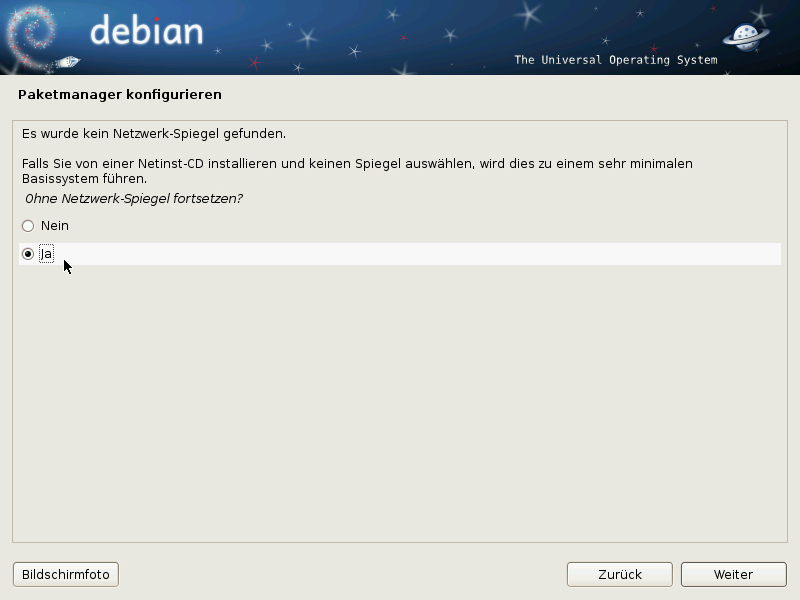 debian
The Universal Operating System
Paketmanager konfigurieren
Es wurde kein Netzwerk-Spiegel gefunden.
Falls Sie von einer Netinst-CD installieren und keinen Spiegel auswählen, wird dies zu einem sehr minimalen
Basissystem führen.
Ohne Netzwerk-Spiegel fortsetzen?
Nein
Ja
Bildschirmfoto
Zurück
Weiter